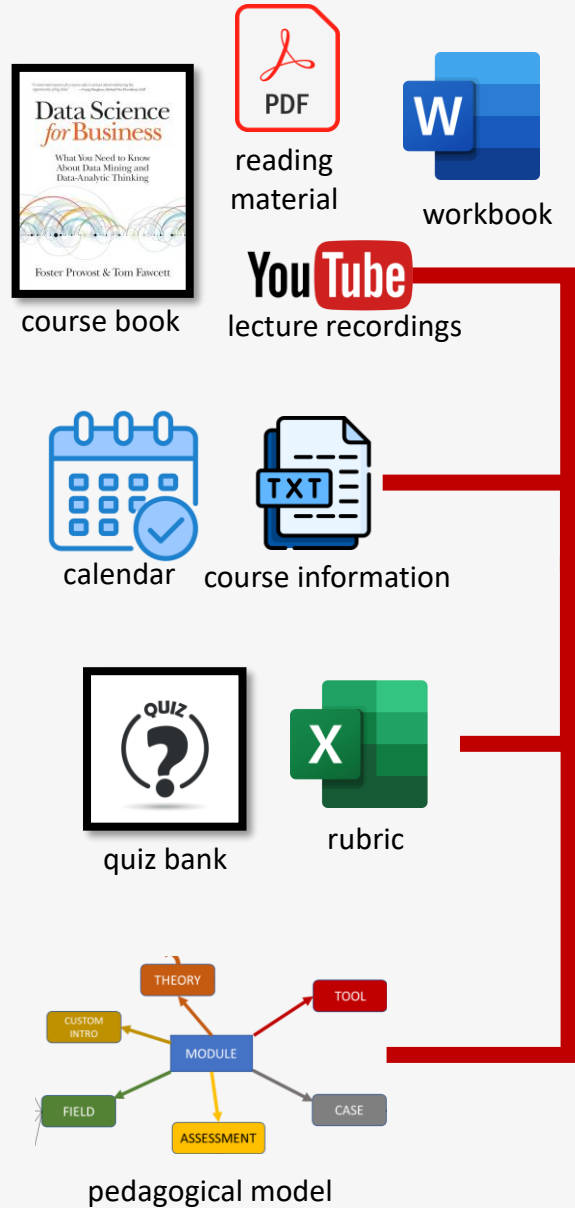 Data Science
for Business
What You Need to Know
About Data Mining and
Data-Analytic Thinking
Foster Provost & Tom Fawcett
course book
PDF
reading
material
W
workbook
YouTube
lecture recordings
calendar
TXT
course information
QUIZ
?
quiz bank
X
rubric
THEORY
TOOL
CUSTOM
INTRO
MODULE
FIELD
CASE
ASSESSMENT
pedagogical model